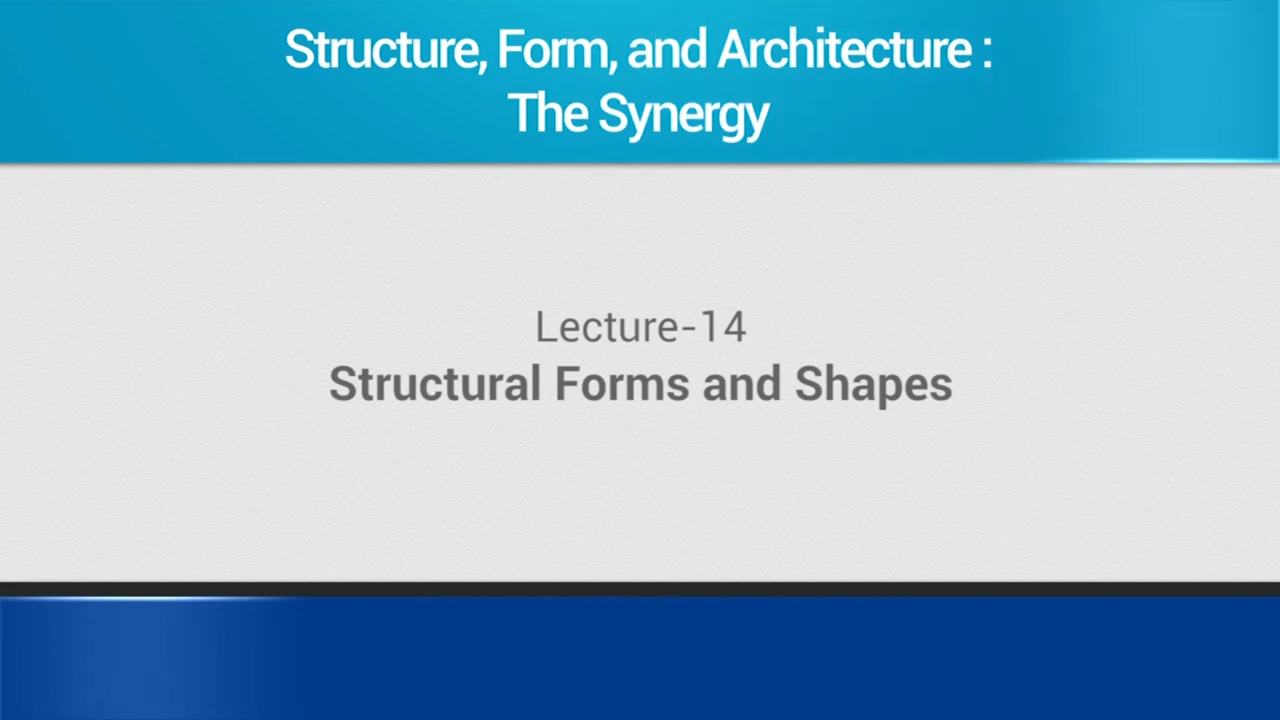 Structure, Form, and Architecture :
The Synergy
Lecture-14
Structural Forms and Shapes